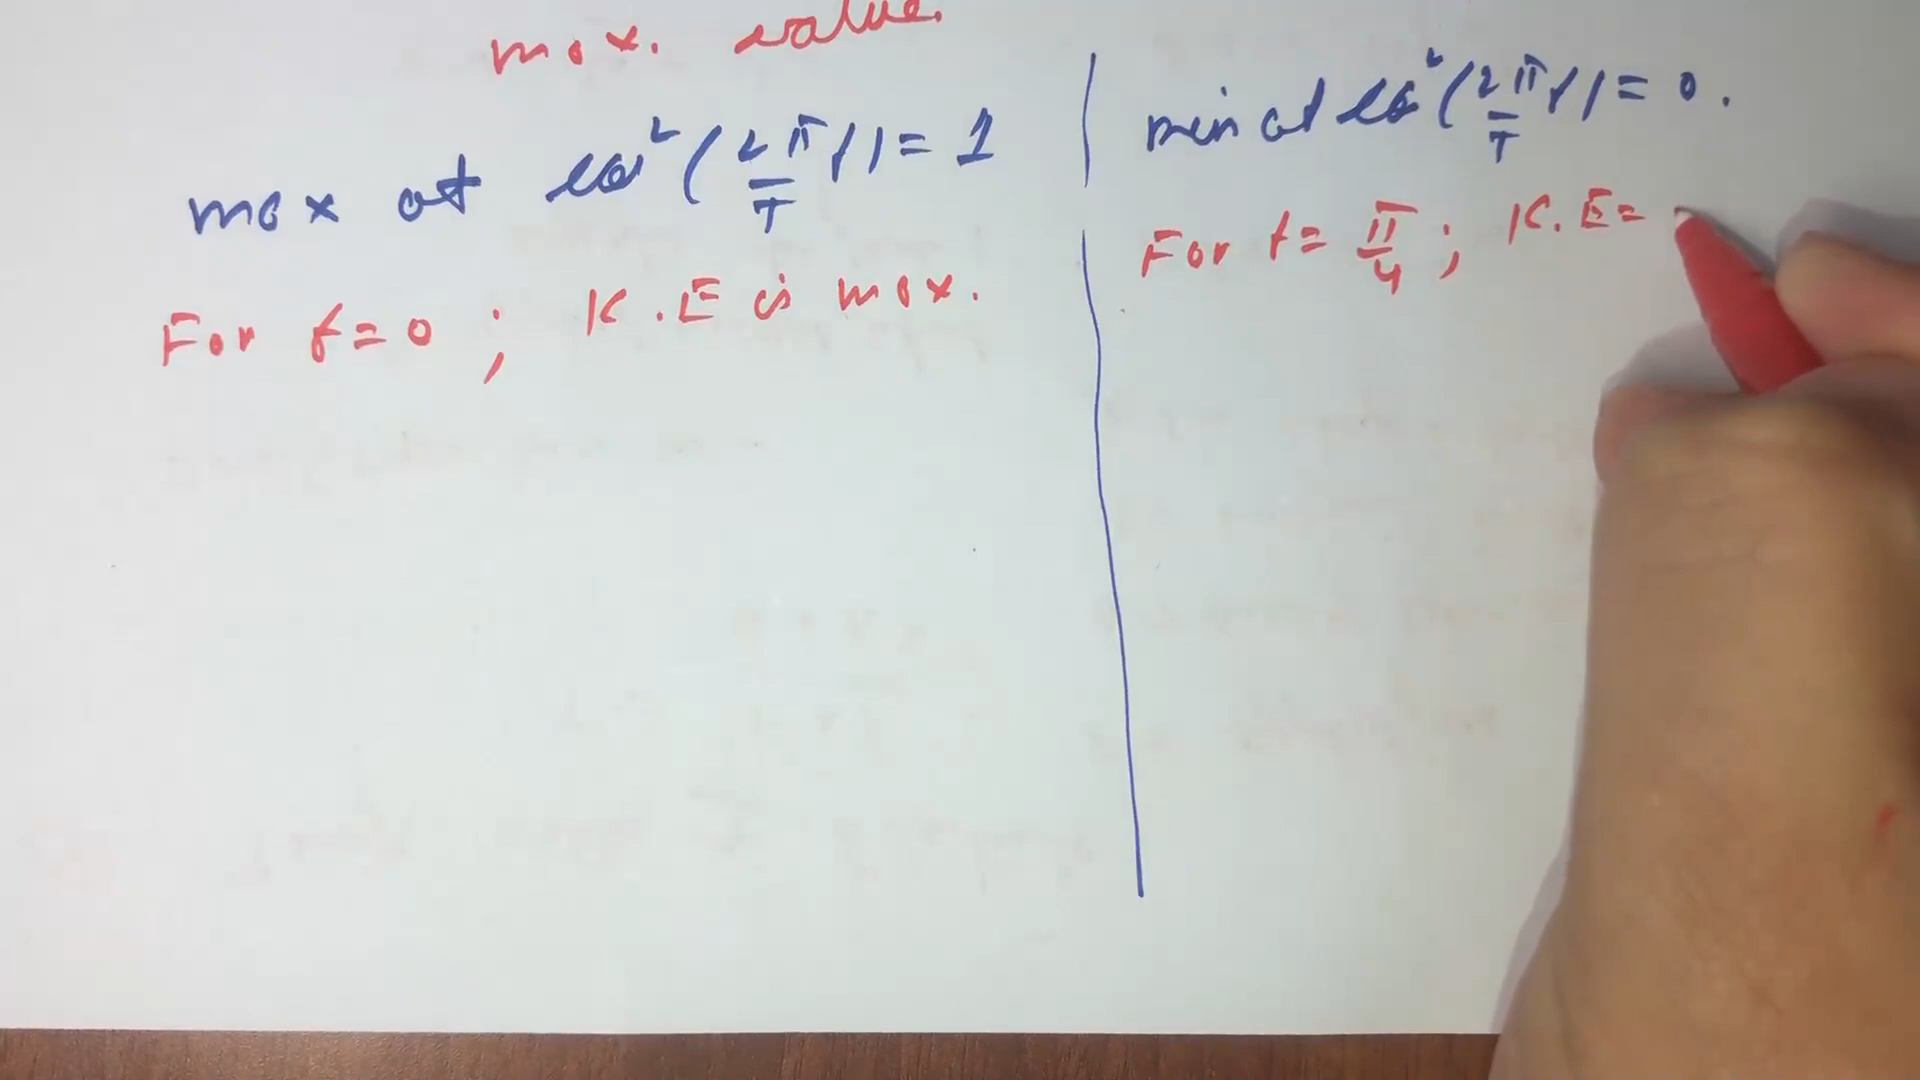 max. value.
max at cos²(2π/T t) = 1
For t = 0 ; K.E is max.
min at cos²(2π/T t) = 0.
For t = π/4 ; K.E =